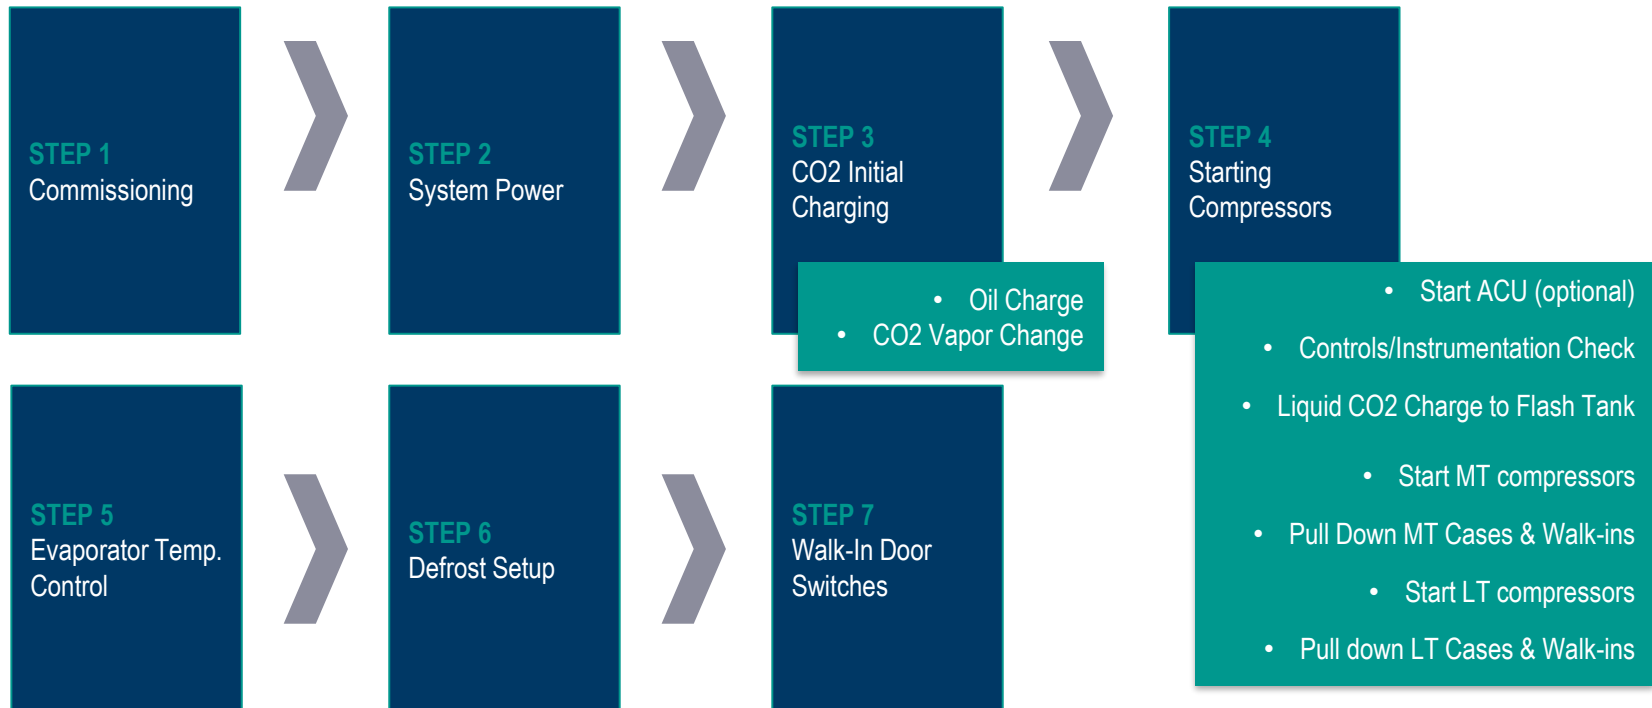 STEP 1
Commissioning
STEP 2
System Power
STEP 3
CO2 Initial
Charging
• Oil Charge
• CO2 Vapor Change
STEP 4
Starting
Compressors
• Start ACU (optional)
• Controls/Instrumentation Check
• Liquid CO2 Charge to Flash Tank
• Start MT compressors
• Pull Down MT Cases & Walk-ins
• Start LT compressors
• Pull down LT Cases & Walk-ins
STEP 5
Evaporator Temp.
Control
STEP 6
Defrost Setup
STEP 7
Walk-In Door
Switches